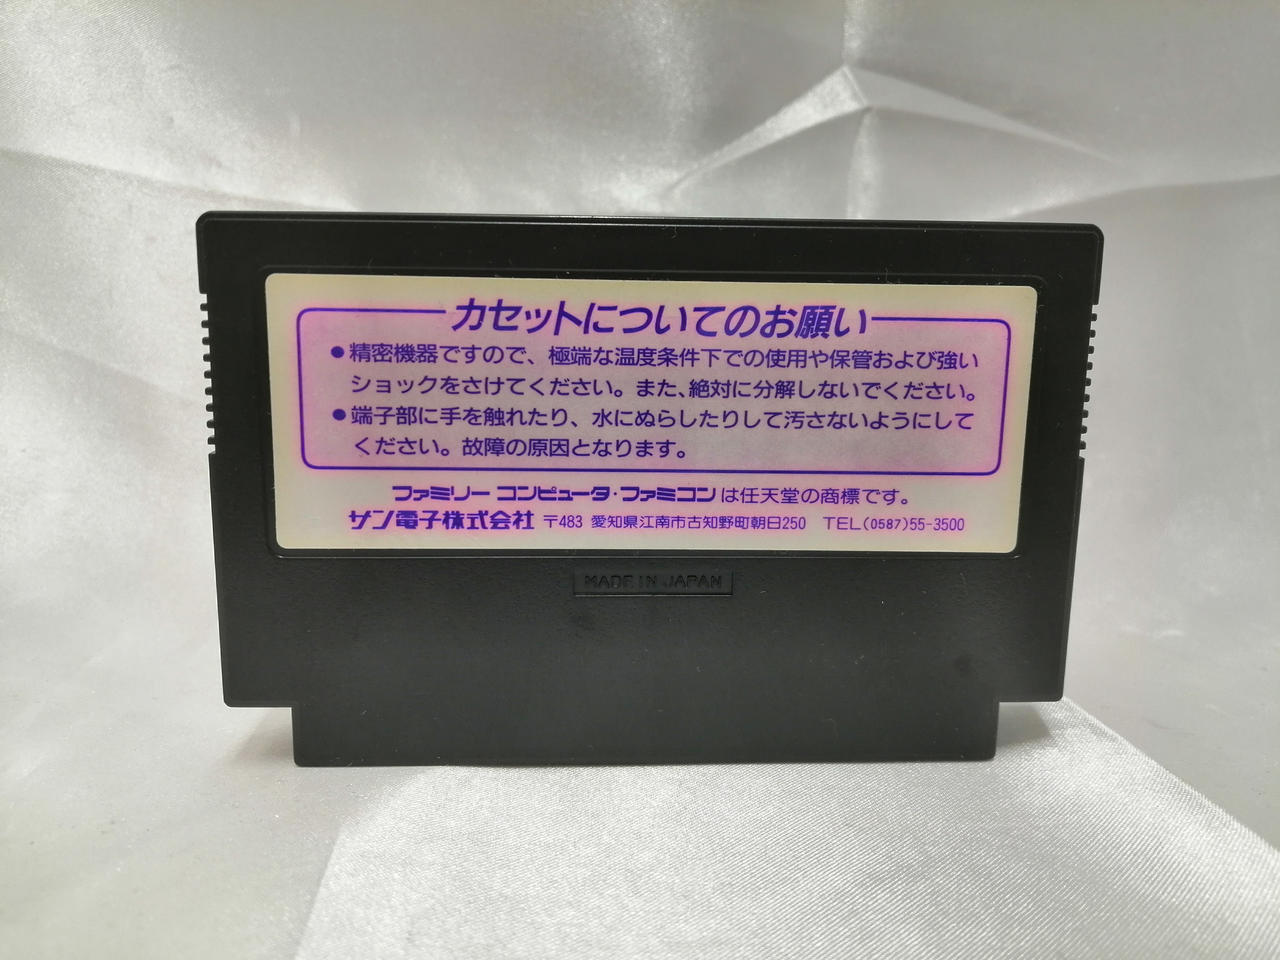 カセットについてのお願い
●精密機器ですので、極端な温度条件下での使用や保管および強い
ショックをさけてください。また、絶対に分解しないでください。
●端子部に手を触れたり、水にぬらしたりして汚さないようにして
ください。故障の原因となります。
ファミリー コンピュータ・ファミコンは任天堂の商標です。
サン電子株式会社 〒483 愛知県江南市古知野町朝日250 TEL(0587)55-3500
MADE IN JAPAN